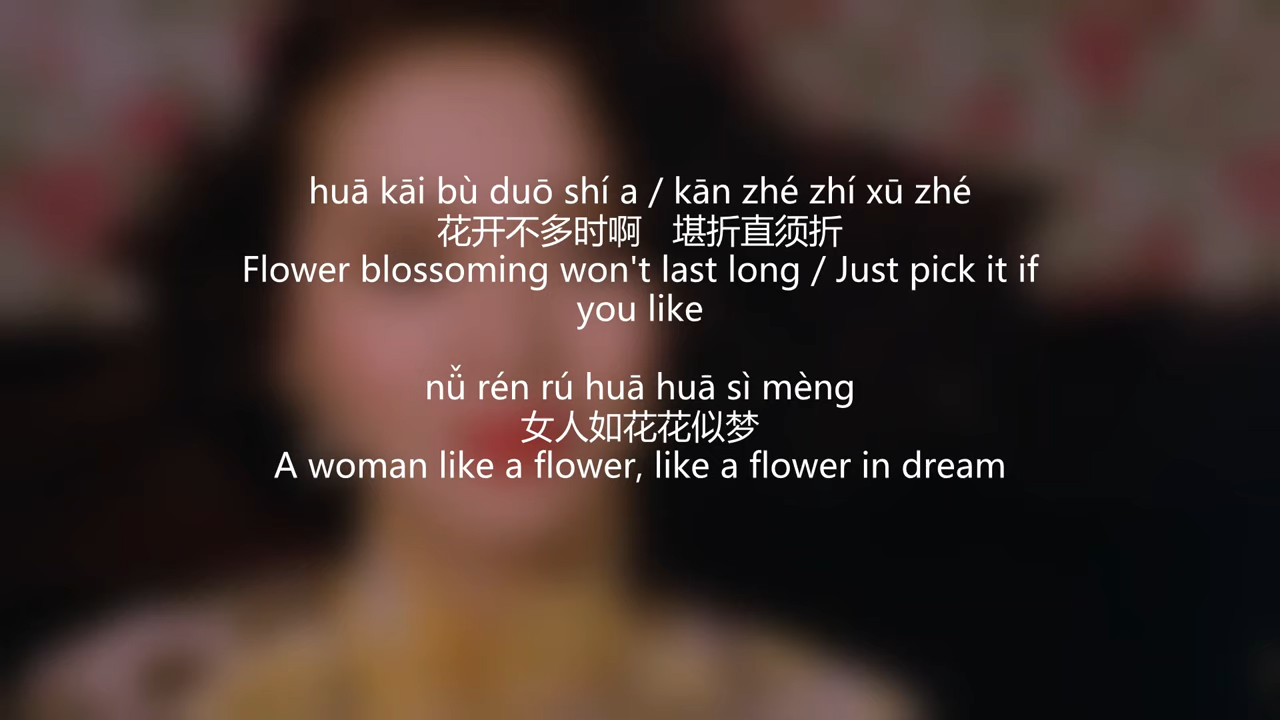 huā kāi bù duō shí a / kān zhé zhí xū zhé
花开不多时啊 堪折直须折
Flower blossoming won't last long / Just pick it if
you like
nǚ rén rú huā huā sì mèng
女人如花花似梦
A woman like a flower, like a flower in dream